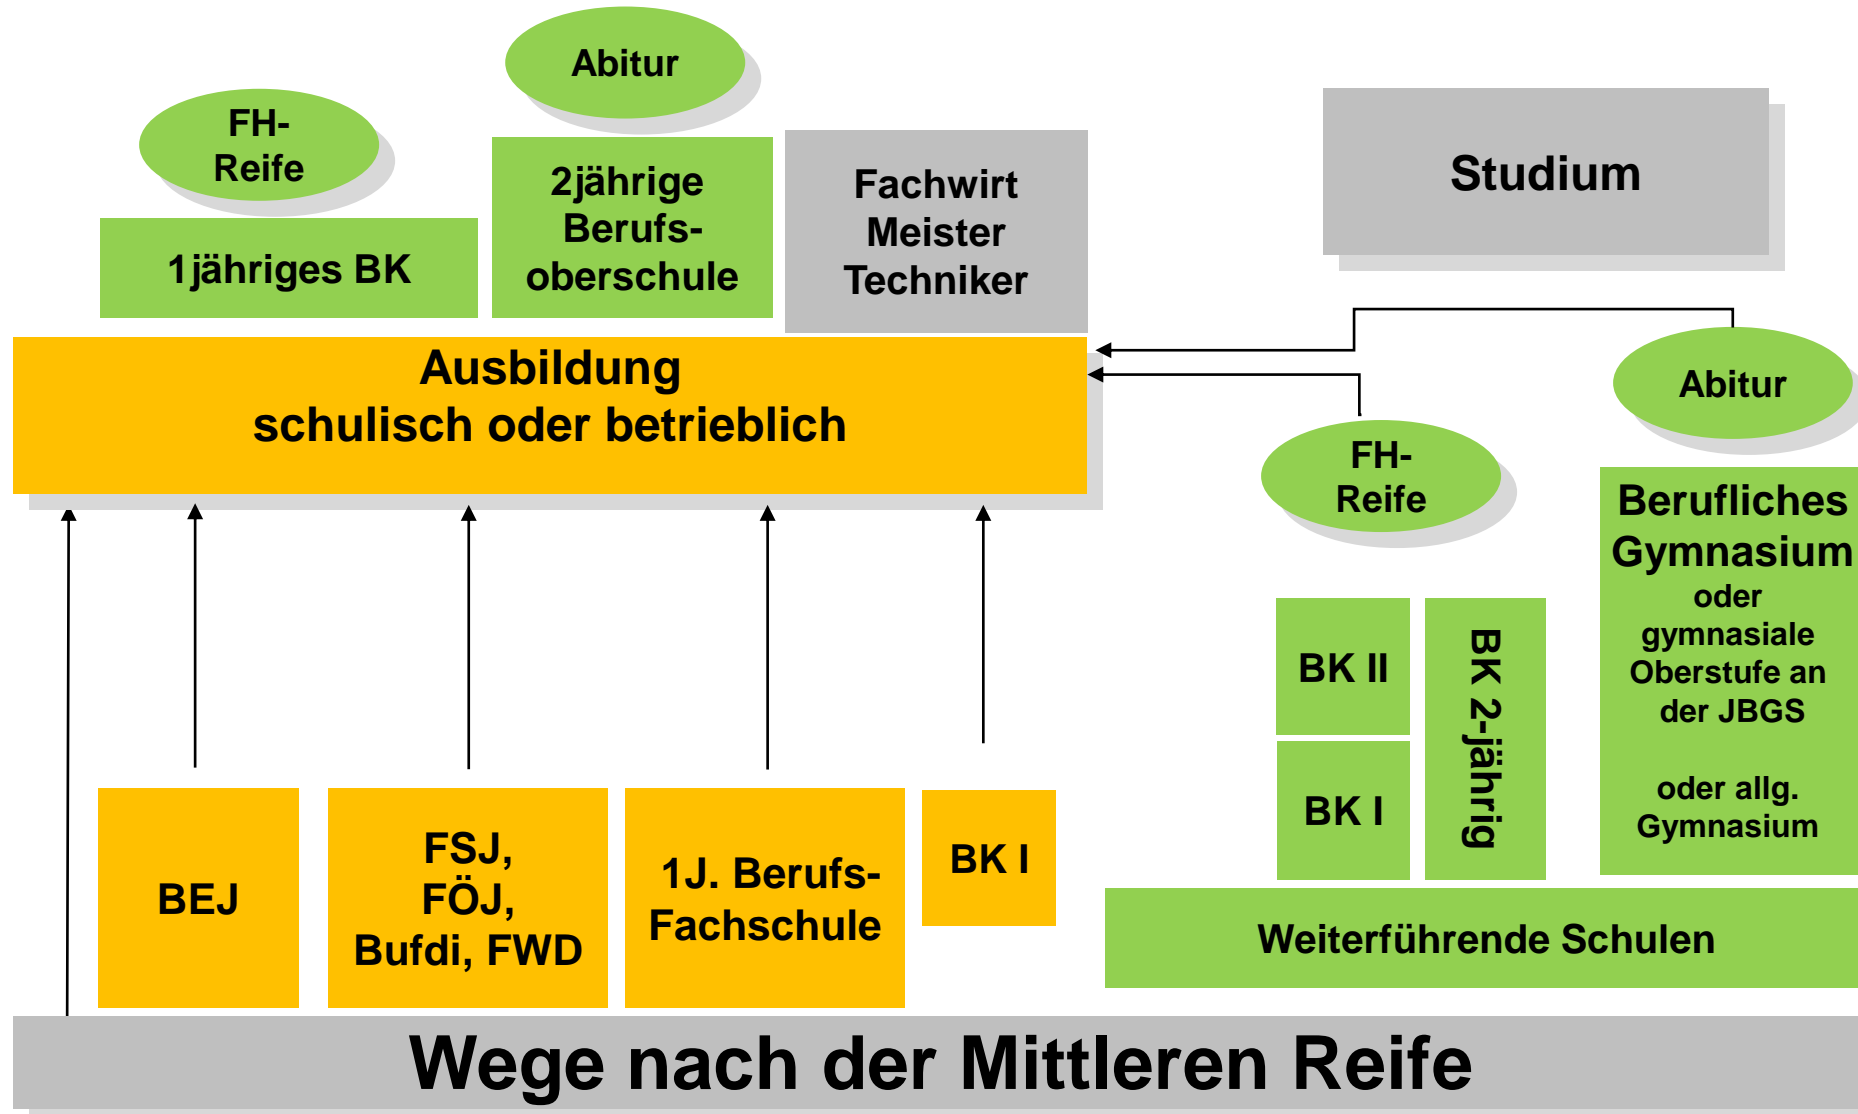 Abitur
FH-
Reife
1jähriges BK
2jährige
Berufs-
oberschule
Fachwirt
Meister
Techniker
Studium
Ausbildung
schulisch oder betrieblich
Abitur
FH-
Reife
Berufliches
Gymnasium
oder
gymnasiale
Oberstufe an
der JBGS
oder allg.
Gymnasium
BK II
BK I
BK 2-jährig
BEJ
FSJ,
FÖJ,
Bufdi, FWD
1J. Berufs-
Fachschule
BK I
Weiterführende Schulen
Wege nach der Mittleren Reife